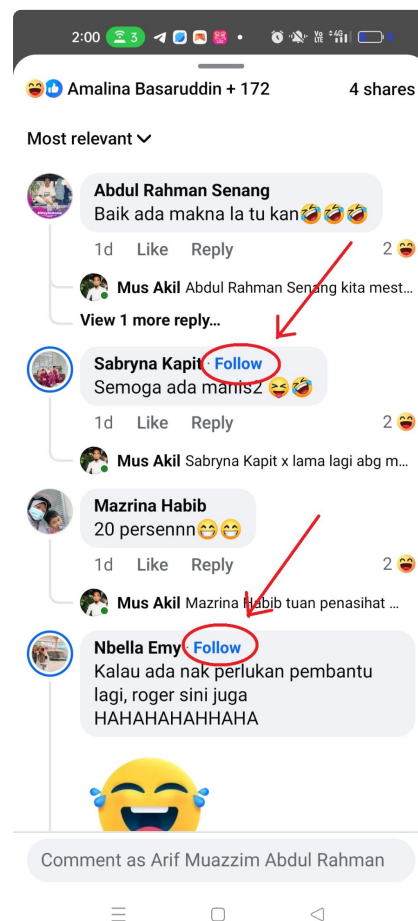 2:00 3
Amalina Basaruddin + 172 4 shares
Most relevant
Abdul Rahman Senang
Baik ada makna la tu kan🤣🤣🤣
1d Like Reply 2
Mus Akil Abdul Rahman Senang kita mest...
View 1 more reply...
Sabryna Kapit · Follow
Semoga ada manis2 😝🤣
1d Like Reply 2
Mus Akil Sabryna Kapit x lama lagi abg m...
Mazrina Habib
20 persennn😁😁
1d Like Reply 2
Mus Akil Mazrina Habib tuan penasihat ...
Nbella Emy · Follow
Kalau ada nak perlukan pembantu
lagi, roger sini juga
HAHAHAHAHHAHA
Comment as Arif Muazzim Abdul Rahman